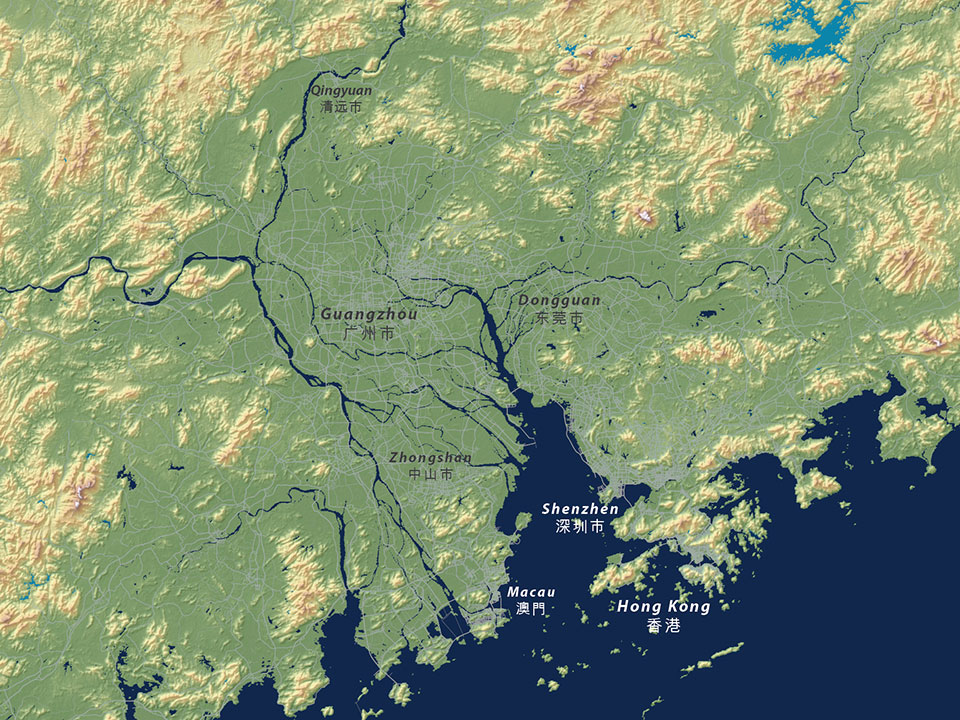 Qingyuan
清远市
Dongguan
东莞市
Guangzhou
广州市
Zhongshan
中山市
Shenzhen
深圳市
Macau
澳門
Hong Kong
香港